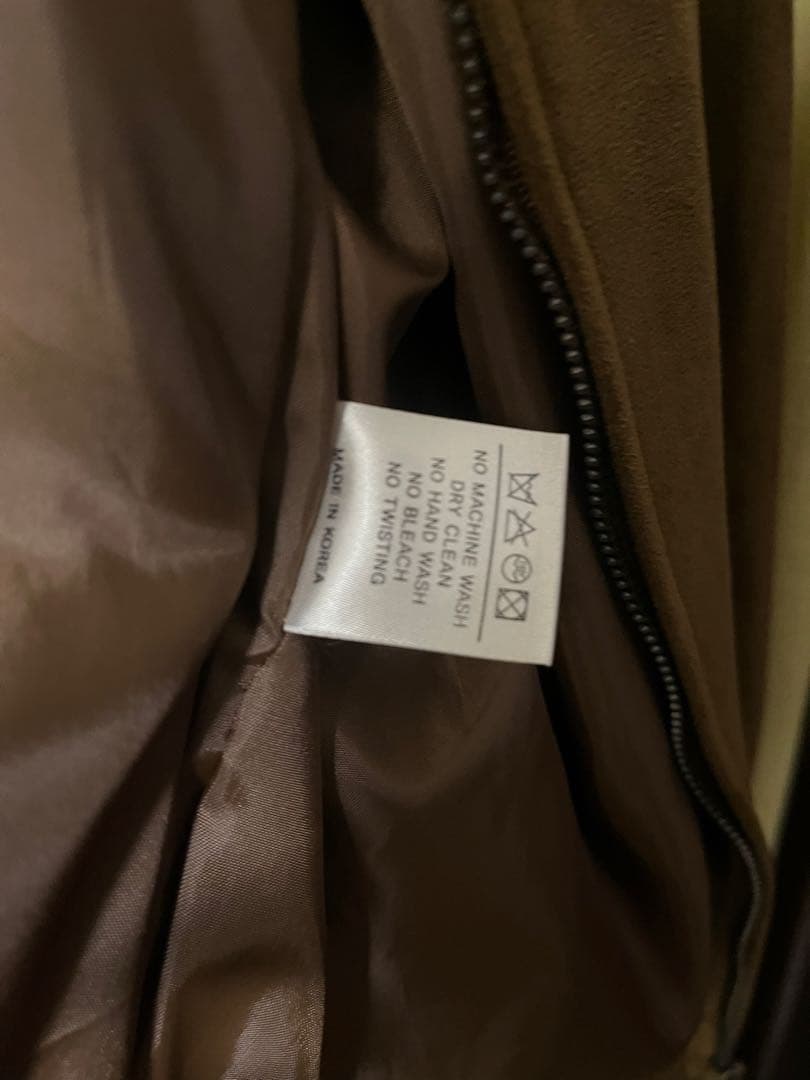 NO MACHINE WASH
DRY CLEAN
NO HAND WASH
NO BLEACH
NO TWISTING
MADE IN KOREA